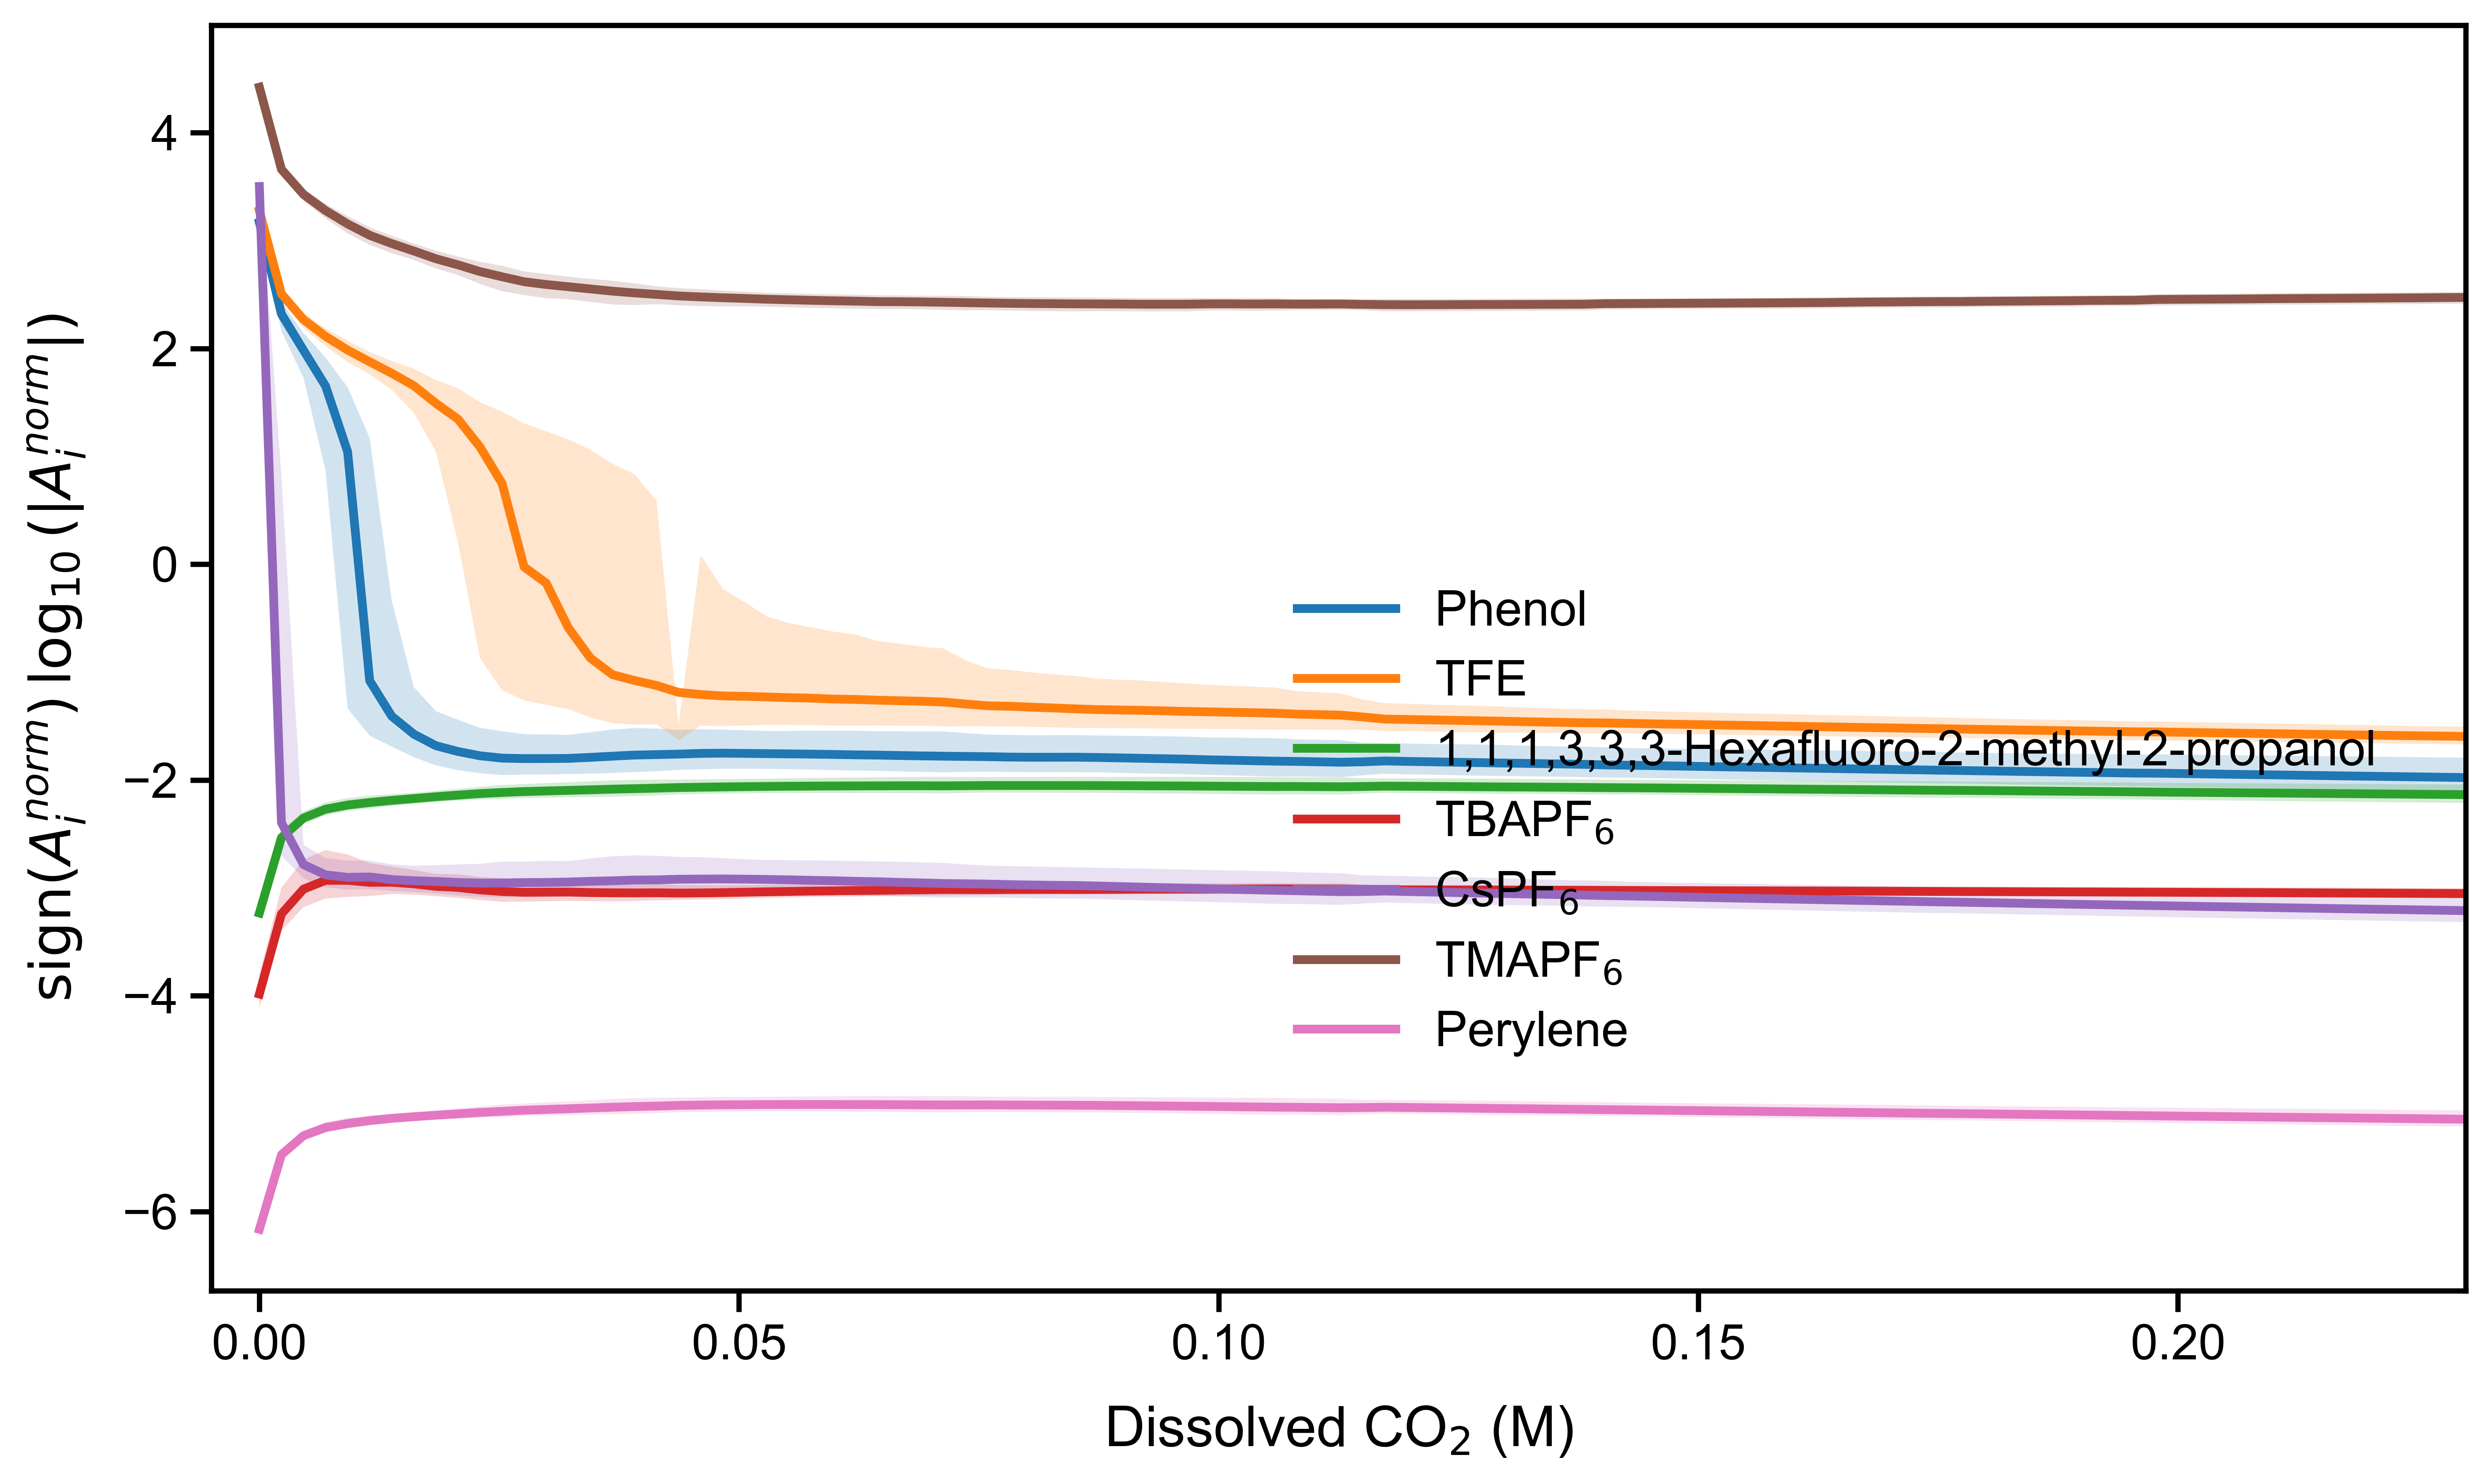 sign(A_i^{norm}) log₁₀ (|A_i^{norm}|)
4
2
0
−2
−4
−6
Phenol
TFE
1,1,1,3,3,3-Hexafluoro-2-methyl-2-propanol
TBAPF₆
CsPF₆
TMAPF₆
Perylene
0.00 0.05 0.10 0.15 0.20
Dissolved CO₂ (M)